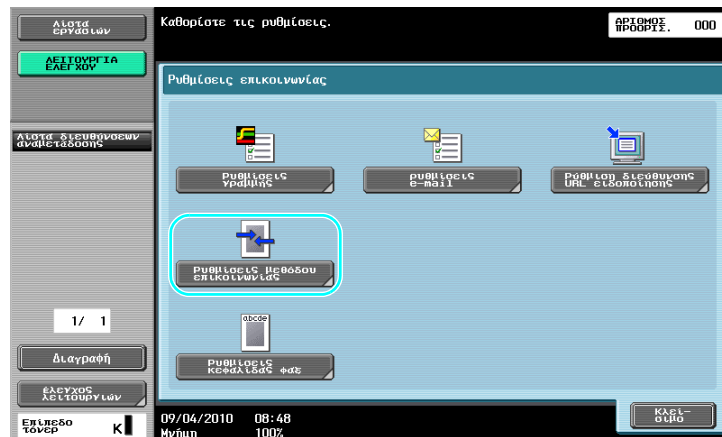 Λίστα
εργασιών
Καθορίστε τις ρυθμίσεις.
ΑΡΙΘΜΟΣ
ΠΡΟΟΡΙΣ.
000
ΛΕΙΤΟΥΡΓΙΑ
ΕΛΕΓΧΟΥ
Ρυθμίσεις επικοινωνίας
Λίστα διευθύνσεων
αναμετάδοσης
Ρυθμίσεις
γραμμής
ρυθμίσεις
e-mail
Ρύθμιση διεύθυνσης
URL ειδοποίησης
Ρυθμίσεις μεθόδου
επικοινωνίας
1/ 1
abcde
Διαγραφή
Ρυθμίσεις
κεφαλίδας φαξ
έλεγχος
λειτουργιών
Κλεί-
σιμο
Επίπεδο
τόνερ
K
09/04/2010 08:48
Μνήμη 100%